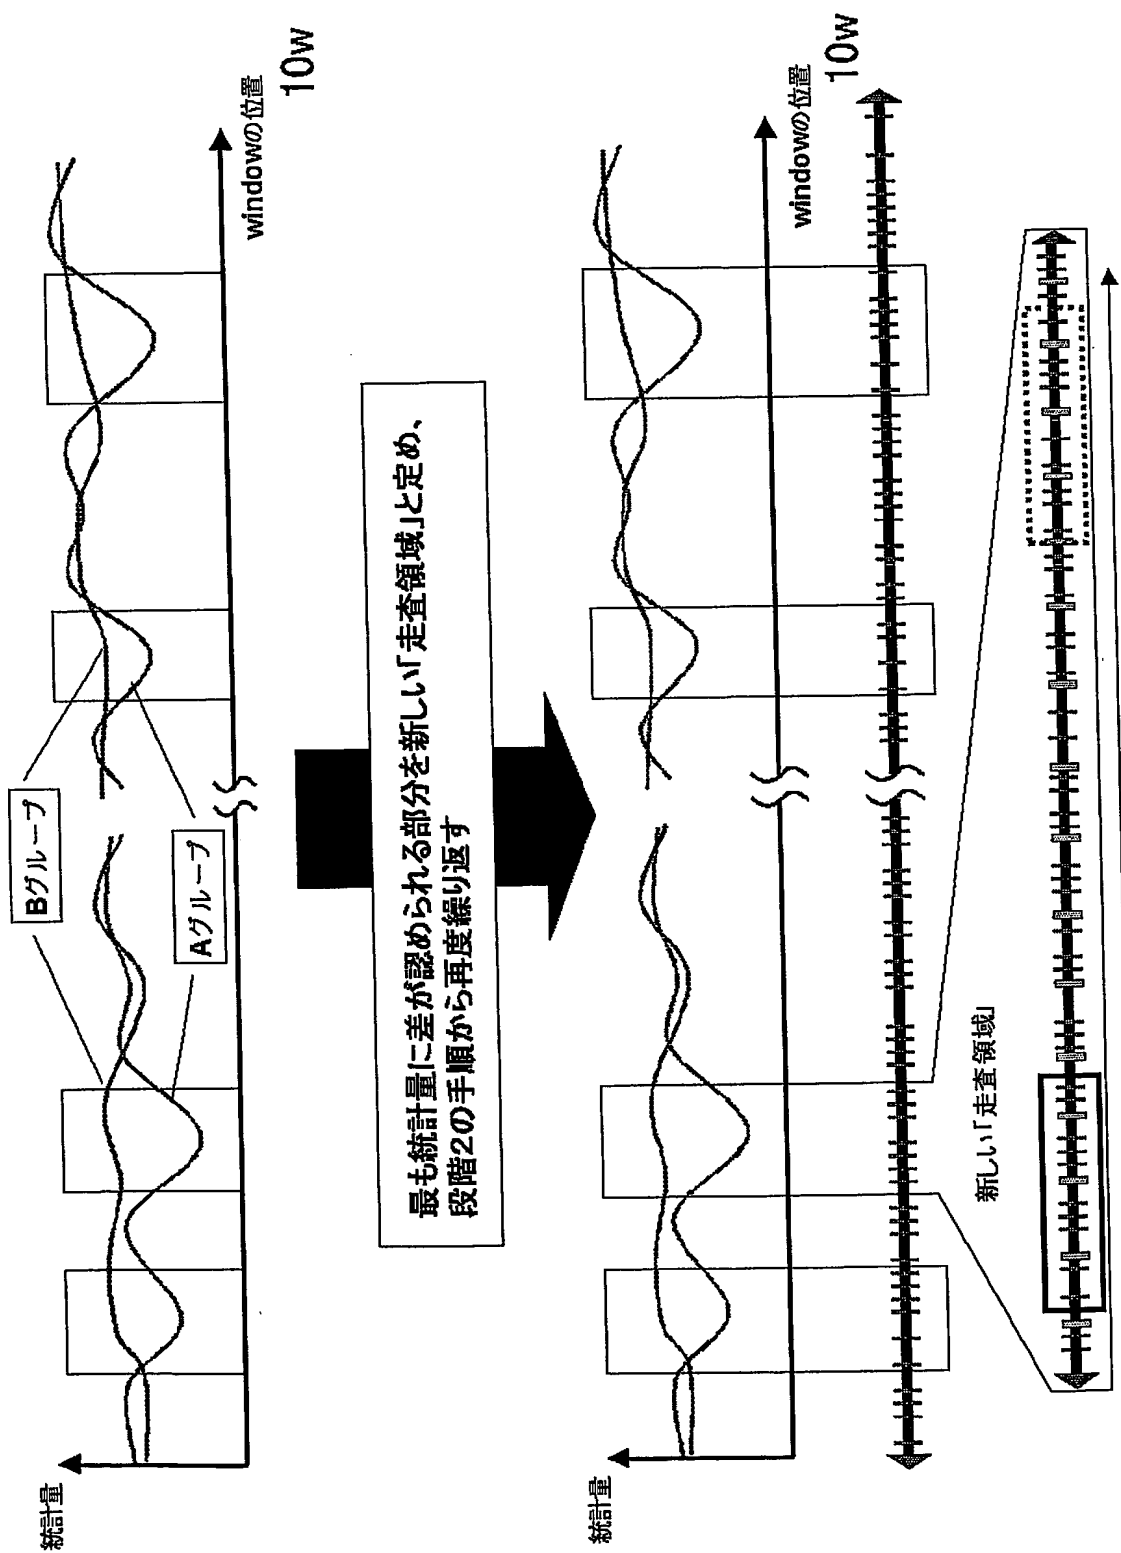 統計量
Bグループ
Aグループ
windowの位置
10w
最も統計量に差が認められる部分を新しい「走査領域」と定め、
段階2の手順から再度繰り返す
統計量
windowの位置
10w
新しい「走査領域」